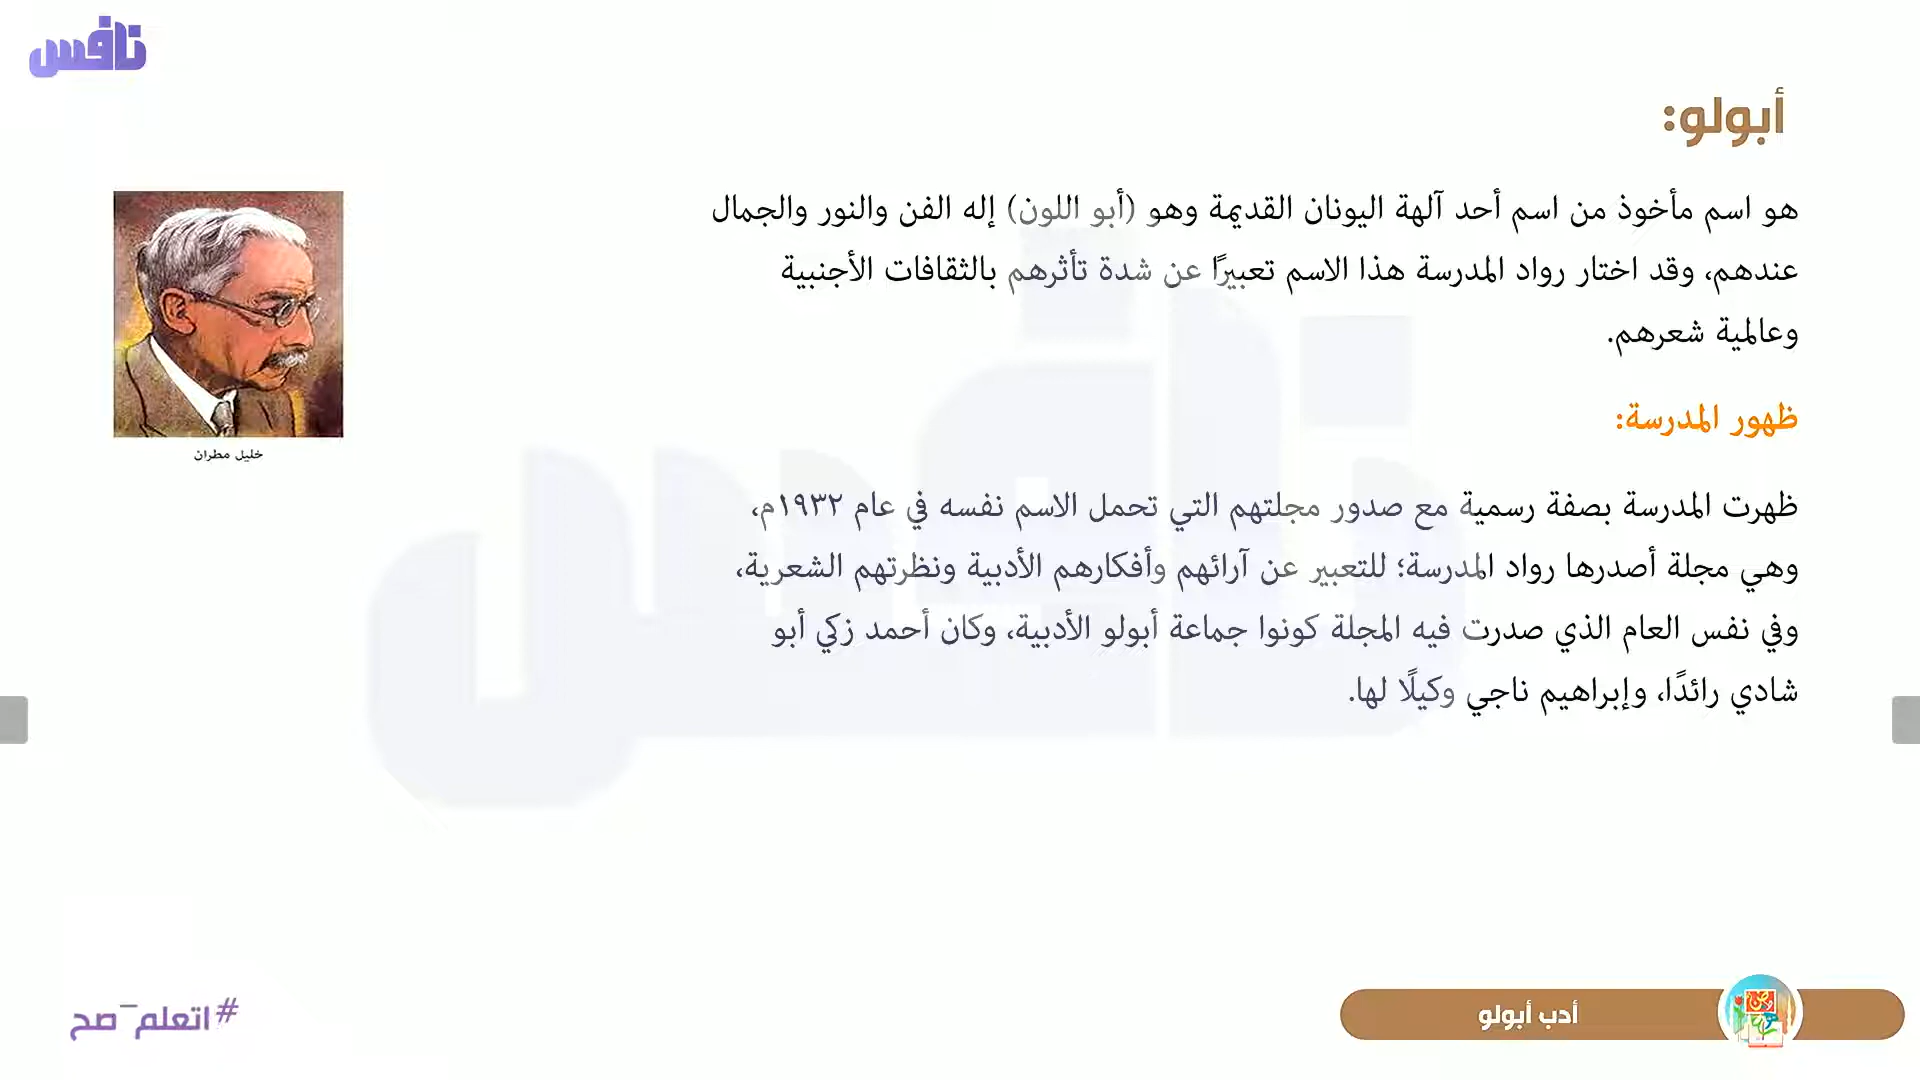 نافس
أبولو:
هو اسم مأخوذ من اسم أحد آلهة اليونان القديمة وهو (أبو اللون) إله الفن والنور والجمال
عندهم، وقد اختار رواد المدرسة هذا الاسم تعبيرًا عن شدة تأثرهم بالثقافات الأجنبية
وعالمية شعرهم.
خليل مطران
ظهور المدرسة:
ظهرت المدرسة بصفة رسمية مع صدور مجلتهم التي تحمل الاسم نفسه في عام ١٩٣٢م،
وهي مجلة أصدرها رواد المدرسة؛ للتعبير عن آرائهم وأفكارهم الأدبية ونظرتهم الشعرية،
وفي نفس العام الذي صدرت فيه المجلة كونوا جماعة أبولو الأدبية، وكان أحمد زكي أبو
شادي رائدًا، وإبراهيم ناجي وكيلًا لها.
أدب أبولو
#اتعلم_صح